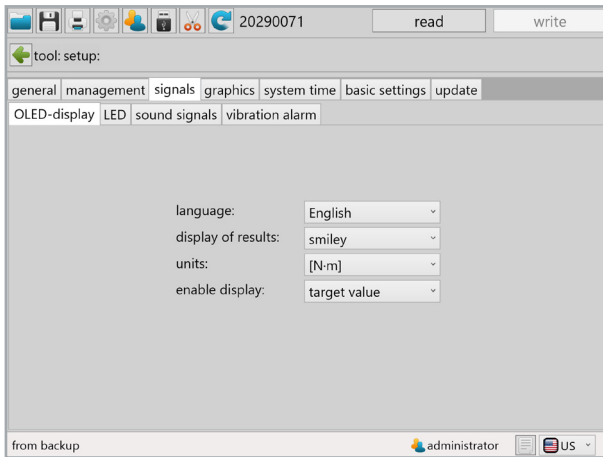 20290071 read write
tool: setup:
general management signals graphics system time basic settings update
OLED-display LED sound signals vibration alarm
language: English
display of results: smiley
units: [N·m]
enable display: target value
from backup administrator US